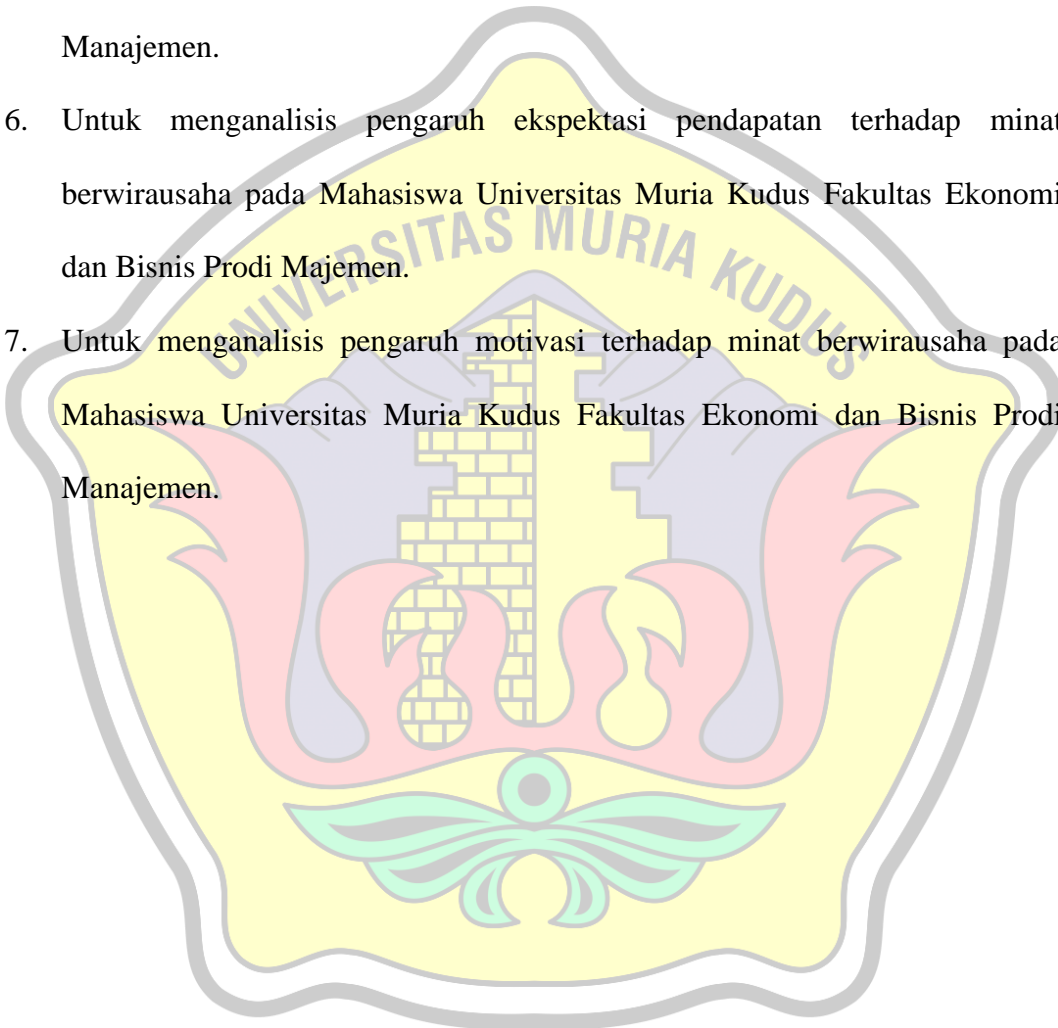 Manajemen.
6. Untuk menganalisis pengaruh ekspektasi pendapatan terhadap minat
berwirausaha pada Mahasiswa Universitas Muria Kudus Fakultas Ekonomi
dan Bisnis Prodi Majemen.
7. Untuk menganalisis pengaruh motivasi terhadap minat berwirausaha pada
Mahasiswa Universitas Muria Kudus Fakultas Ekonomi dan Bisnis Prodi
Manajemen.
UNIVERSITAS MURIA KUDUS